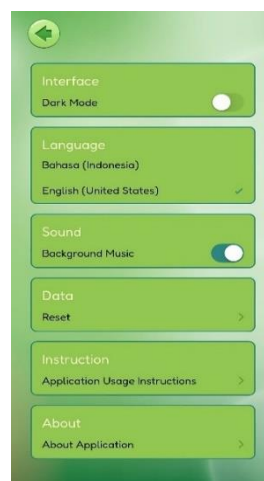 Interface
Dark Mode
Language
Bahasa (Indonesia)
English (United States)
Sound
Background Music
Data
Reset
Instruction
Application Usage Instructions
About
About Application